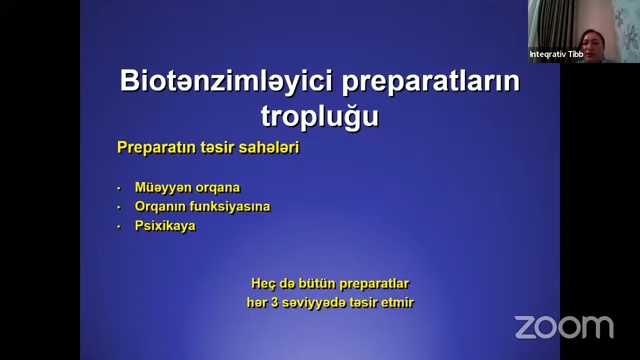 Inteqrativ Tibb
Biotənzimləyici preparatların
tropluğu
Preparatın təsir sahələri
• Müəyyən orqana
• Orqanın funksiyasına
• Psixikaya
Heç də bütün preparatlar
hər 3 səviyyədə təsir etmir
zoom